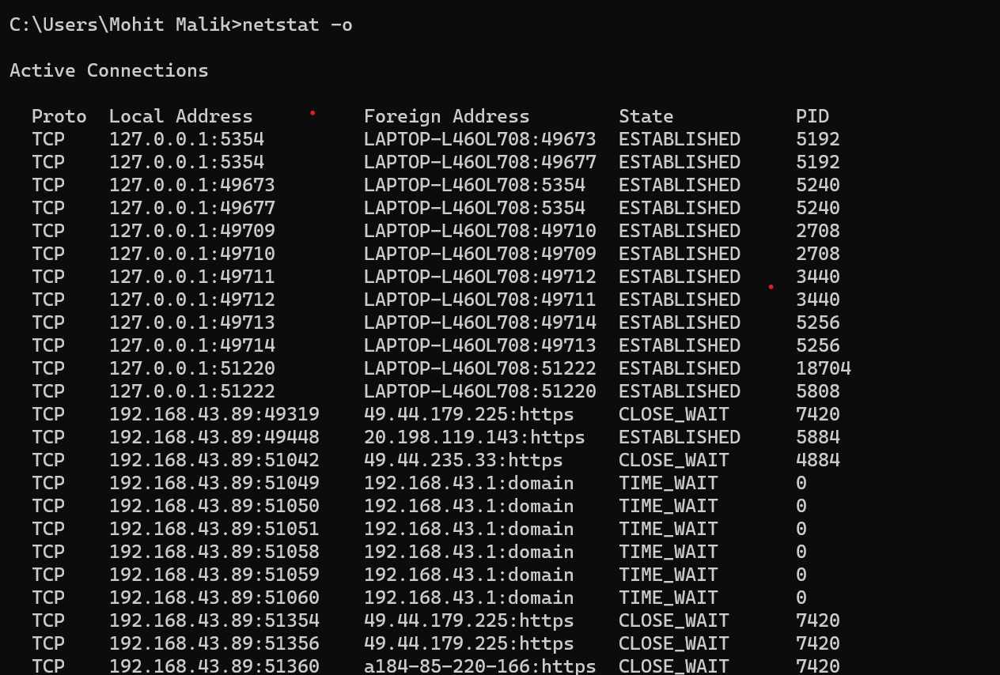 C:\Users\Mohit Malik>netstat -o
Active Connections
Proto Local Address Foreign Address State PID
TCP 127.0.0.1:5354 LAPTOP-L46OL708:49673 ESTABLISHED 5192
TCP 127.0.0.1:5354 LAPTOP-L46OL708:49677 ESTABLISHED 5192
TCP 127.0.0.1:49673 LAPTOP-L46OL708:5354 ESTABLISHED 5240
TCP 127.0.0.1:49677 LAPTOP-L46OL708:5354 ESTABLISHED 5240
TCP 127.0.0.1:49709 LAPTOP-L46OL708:49710 ESTABLISHED 2708
TCP 127.0.0.1:49710 LAPTOP-L46OL708:49709 ESTABLISHED 2708
TCP 127.0.0.1:49711 LAPTOP-L46OL708:49712 ESTABLISHED 3440
TCP 127.0.0.1:49712 LAPTOP-L46OL708:49711 ESTABLISHED 3440
TCP 127.0.0.1:49713 LAPTOP-L46OL708:49714 ESTABLISHED 5256
TCP 127.0.0.1:49714 LAPTOP-L46OL708:49713 ESTABLISHED 5256
TCP 127.0.0.1:51220 LAPTOP-L46OL708:51222 ESTABLISHED 18704
TCP 127.0.0.1:51222 LAPTOP-L46OL708:51220 ESTABLISHED 5808
TCP 192.168.43.89:49319 49.44.179.225:https CLOSE_WAIT 7420
TCP 192.168.43.89:49448 20.198.119.143:https ESTABLISHED 5884
TCP 192.168.43.89:51042 49.44.235.33:https CLOSE_WAIT 4884
TCP 192.168.43.89:51049 192.168.43.1:domain TIME_WAIT 0
TCP 192.168.43.89:51050 192.168.43.1:domain TIME_WAIT 0
TCP 192.168.43.89:51051 192.168.43.1:domain TIME_WAIT 0
TCP 192.168.43.89:51058 192.168.43.1:domain TIME_WAIT 0
TCP 192.168.43.89:51059 192.168.43.1:domain TIME_WAIT 0
TCP 192.168.43.89:51060 192.168.43.1:domain TIME_WAIT 0
TCP 192.168.43.89:51354 49.44.179.225:https CLOSE_WAIT 7420
TCP 192.168.43.89:51356 49.44.179.225:https CLOSE_WAIT 7420
TCP 192.168.43.89:51360 a184-85-220-166:https CLOSE_WAIT 7420